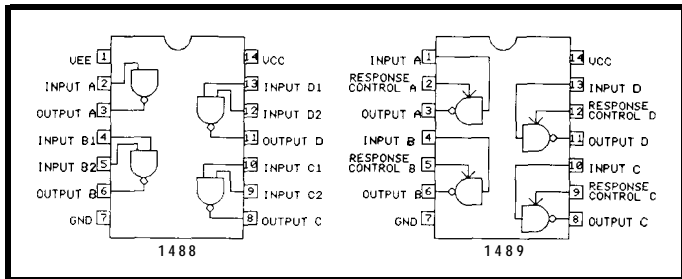 VEE 1
INPUT A 2
OUTPUT A 3
INPUT B1 4
INPUT B2 5
OUTPUT B 6
GND 7
14 VCC
13 INPUT D1
12 INPUT D2
11 OUTPUT D
10 INPUT C1
9 INPUT C2
8 OUTPUT C
1488
INPUT A 1
RESPONSE
CONTROL A 2
OUTPUT A 3
INPUT B 4
RESPONSE
CONTROL B 5
OUTPUT B 6
GND 7
14 VCC
13 INPUT D
12 RESPONSE
CONTROL D
11 OUTPUT D
10 INPUT C
9 RESPONSE
CONTROL C
8 OUTPUT C
1489